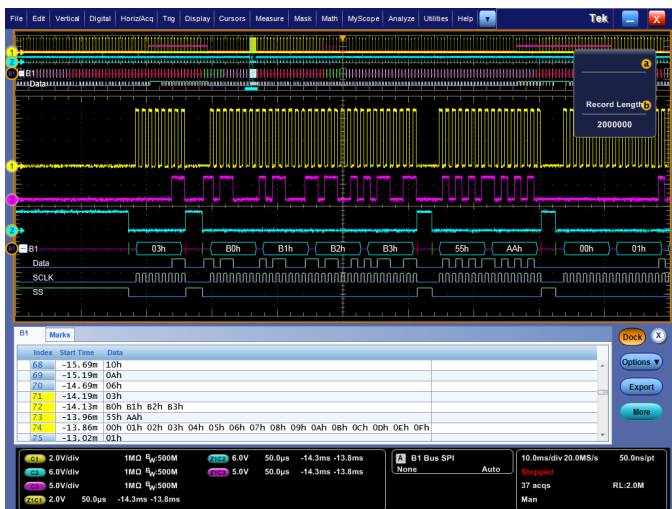 File Edit Vertical Digital Horiz/Acq Trig Display Cursors Measure Mask Math MyScope Analyze Utilities Help Tek X
1
2
B1 B1
Data
a
Record Length b
2000000
1
3
2
B1 B1 03h B0h B1h B2h B3h 55h AAh 00h 01h
Data
SCLK
SS
B1 Marks
Dock X
Index Start Time Data
68 -15.69m 10h
69 -15.19m 0Ah
70 -14.69m 06h
71 -14.19m 03h
72 -14.13m B0h B1h B2h B3h
73 -13.96m 55h AAh
74 -13.86m 00h 01h 02h 03h 04h 05h 06h 07h 08h 09h 0Ah 0Bh 0Ch 0Dh 0Eh 0Fh
75 -13.02m 01h
Options ▼
Export
More
C1 2.0V/div 1MΩ BW:500M
C2 6.0V/div 1MΩ BW:500M
C3 5.0V/div 1MΩ BW:500M
Z1C1 2.0V 50.0µs -14.3ms -13.8ms
Z1C2 6.0V 50.0µs -14.3ms -13.8ms
Z1C3 5.0V 50.0µs -14.3ms -13.8ms
A B1 Bus SPI
None Auto
10.0ms/div 20.0MS/s 50.0ns/pt
Stopped
37 acqs RL:2.0M
Man